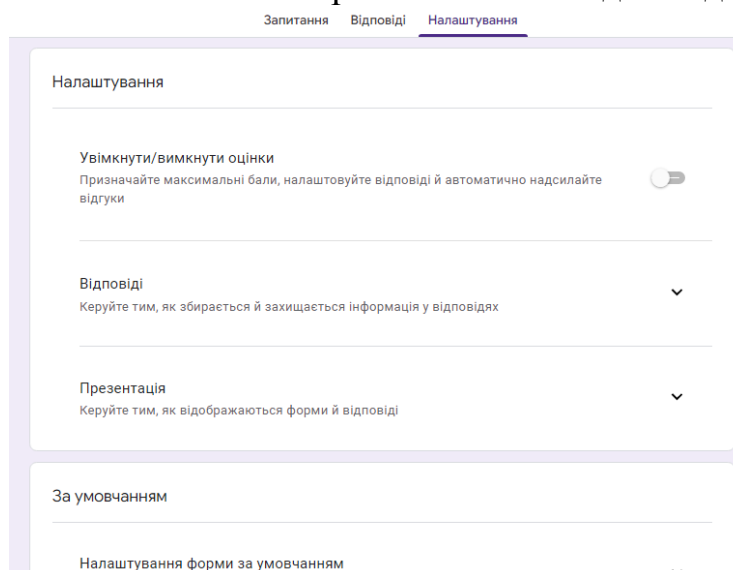 Запитання Відповіді Налаштування
Налаштування
Увімкнути/вимкнути оцінки
Призначайте максимальні бали, налаштовуйте відповіді й автоматично надсилайте
відгуки
Відповіді
Керуйте тим, як збирається й захищається інформація у відповідях
Презентація
Керуйте тим, як відображаються форми й відповіді
За умовчанням
Налаштування форми за умовчанням